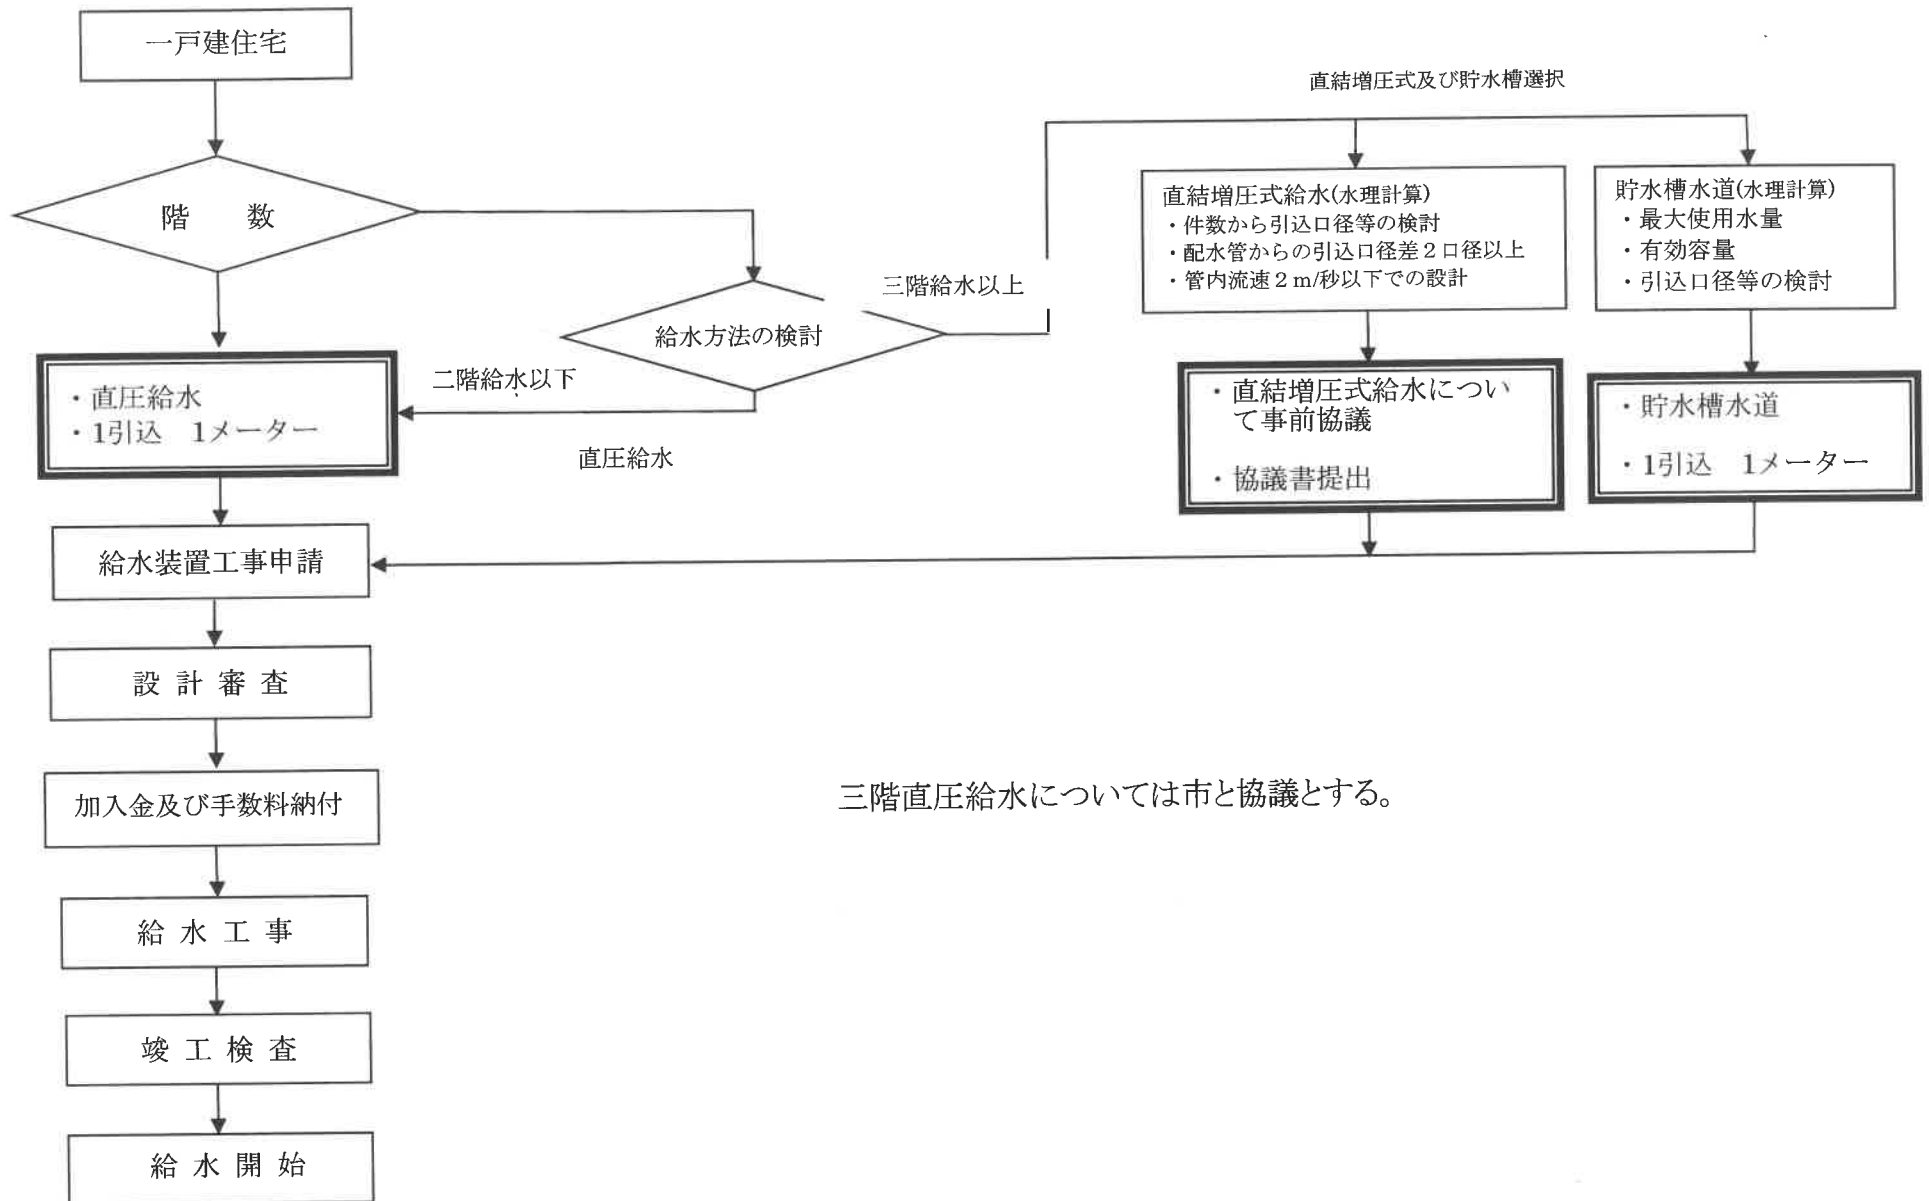 一戸建住宅
階　数
・直圧給水
・1引込　1メーター
給水方法の検討
二階給水以下
直圧給水
三階給水以上
直結増圧式及び貯水槽選択
直結増圧式給水(水理計算)
・件数から引込口径等の検討
・配水管からの引込口径差２口径以上
・管内流速２ｍ/秒以下での設計
貯水槽水道(水理計算)
・最大使用水量
・有効容量
・引込口径等の検討
・直結増圧式給水につい
て事前協議
・協議書提出
・貯水槽水道
・1引込　1メーター
給水装置工事申請
設 計 審 査
加入金及び手数料納付
給 水 工 事
竣 工 検 査
給 水 開 始
三階直圧給水については市と協議とする。